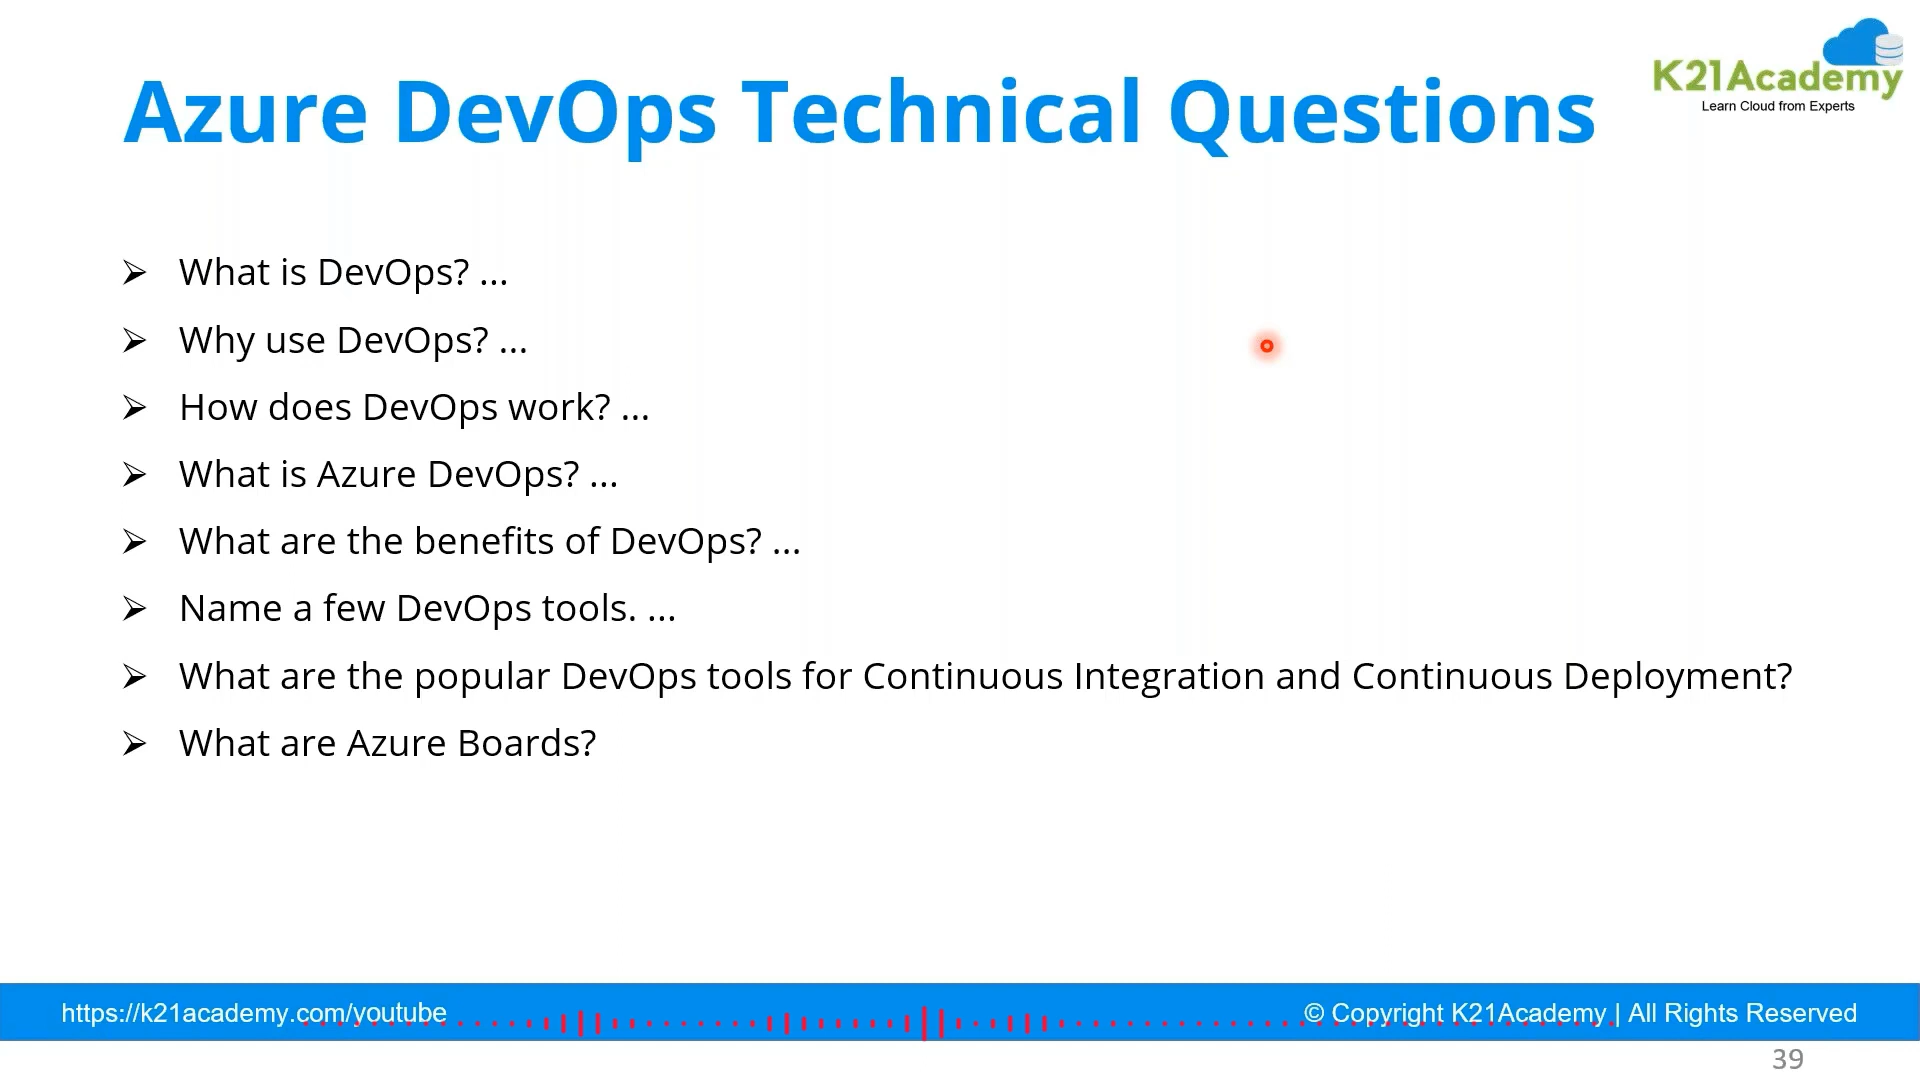 Azure DevOps Technical Questions
K21Academy
Learn Cloud from Experts
➢ What is DevOps? ...
➢ Why use DevOps? ...
➢ How does DevOps work? ...
➢ What is Azure DevOps? ...
➢ What are the benefits of DevOps? ...
➢ Name a few DevOps tools. ...
➢ What are the popular DevOps tools for Continuous Integration and Continuous Deployment?
➢ What are Azure Boards?
https://k21academy.com/youtube
© Copyright K21Academy | All Rights Reserved
39